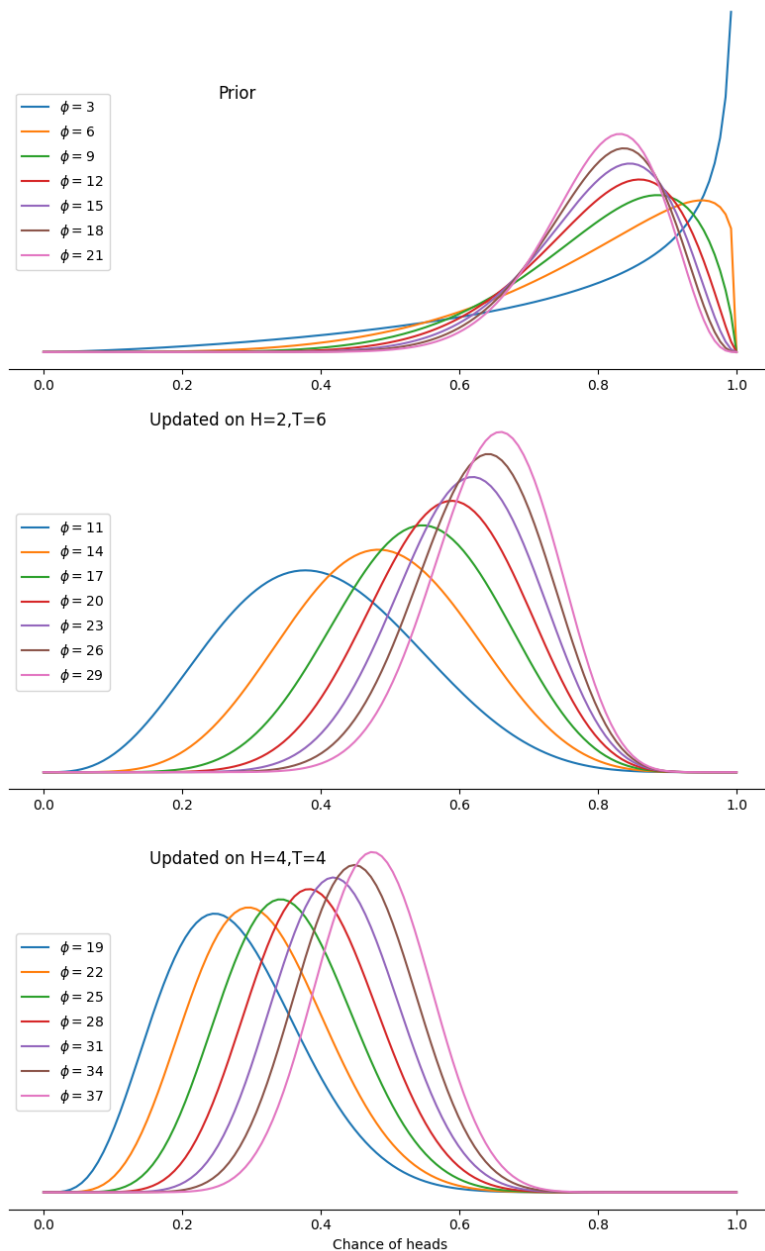 Prior
ϕ = 3
ϕ = 6
ϕ = 9
ϕ = 12
ϕ = 15
ϕ = 18
ϕ = 21
0.0 0.2 0.4 0.6 0.8 1.0
Updated on H=2,T=6
ϕ = 11
ϕ = 14
ϕ = 17
ϕ = 20
ϕ = 23
ϕ = 26
ϕ = 29
0.0 0.2 0.4 0.6 0.8 1.0
Updated on H=4,T=4
ϕ = 19
ϕ = 22
ϕ = 25
ϕ = 28
ϕ = 31
ϕ = 34
ϕ = 37
0.0 0.2 0.4 0.6 0.8 1.0
Chance of heads